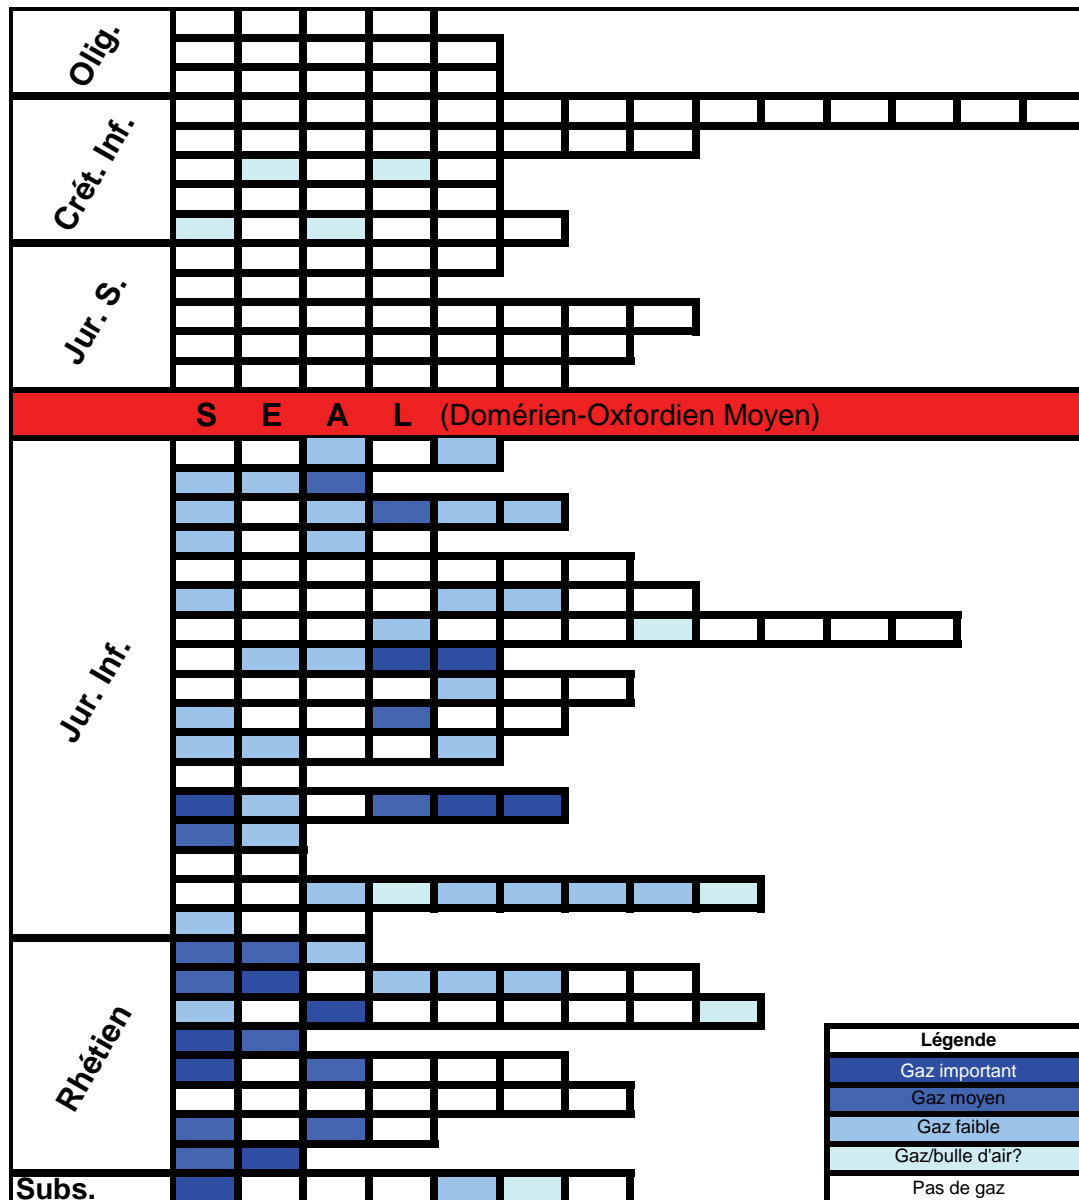 Olig.
Crét. Inf.
Jur. S.
S E A L (Domérien-Oxfordien Moyen)
Jur. Inf.
Rhétien
Subs.
Légende
Gaz important
Gaz moyen
Gaz faible
Gaz/bulle d'air?
Pas de gaz